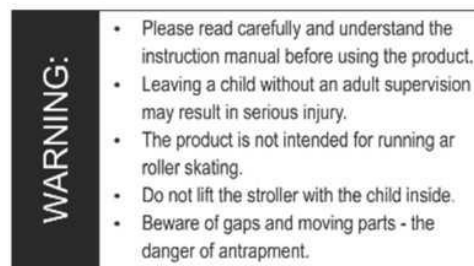 WARNING:
• Please read carefully and understand the
instruction manual before using the product.
• Leaving a child without an adult supervision
may result in serious injury.
• The product is not intended for running ar
roller skating.
• Do not lift the stroller with the child inside.
• Beware of gaps and moving parts - the
danger of antrapment.